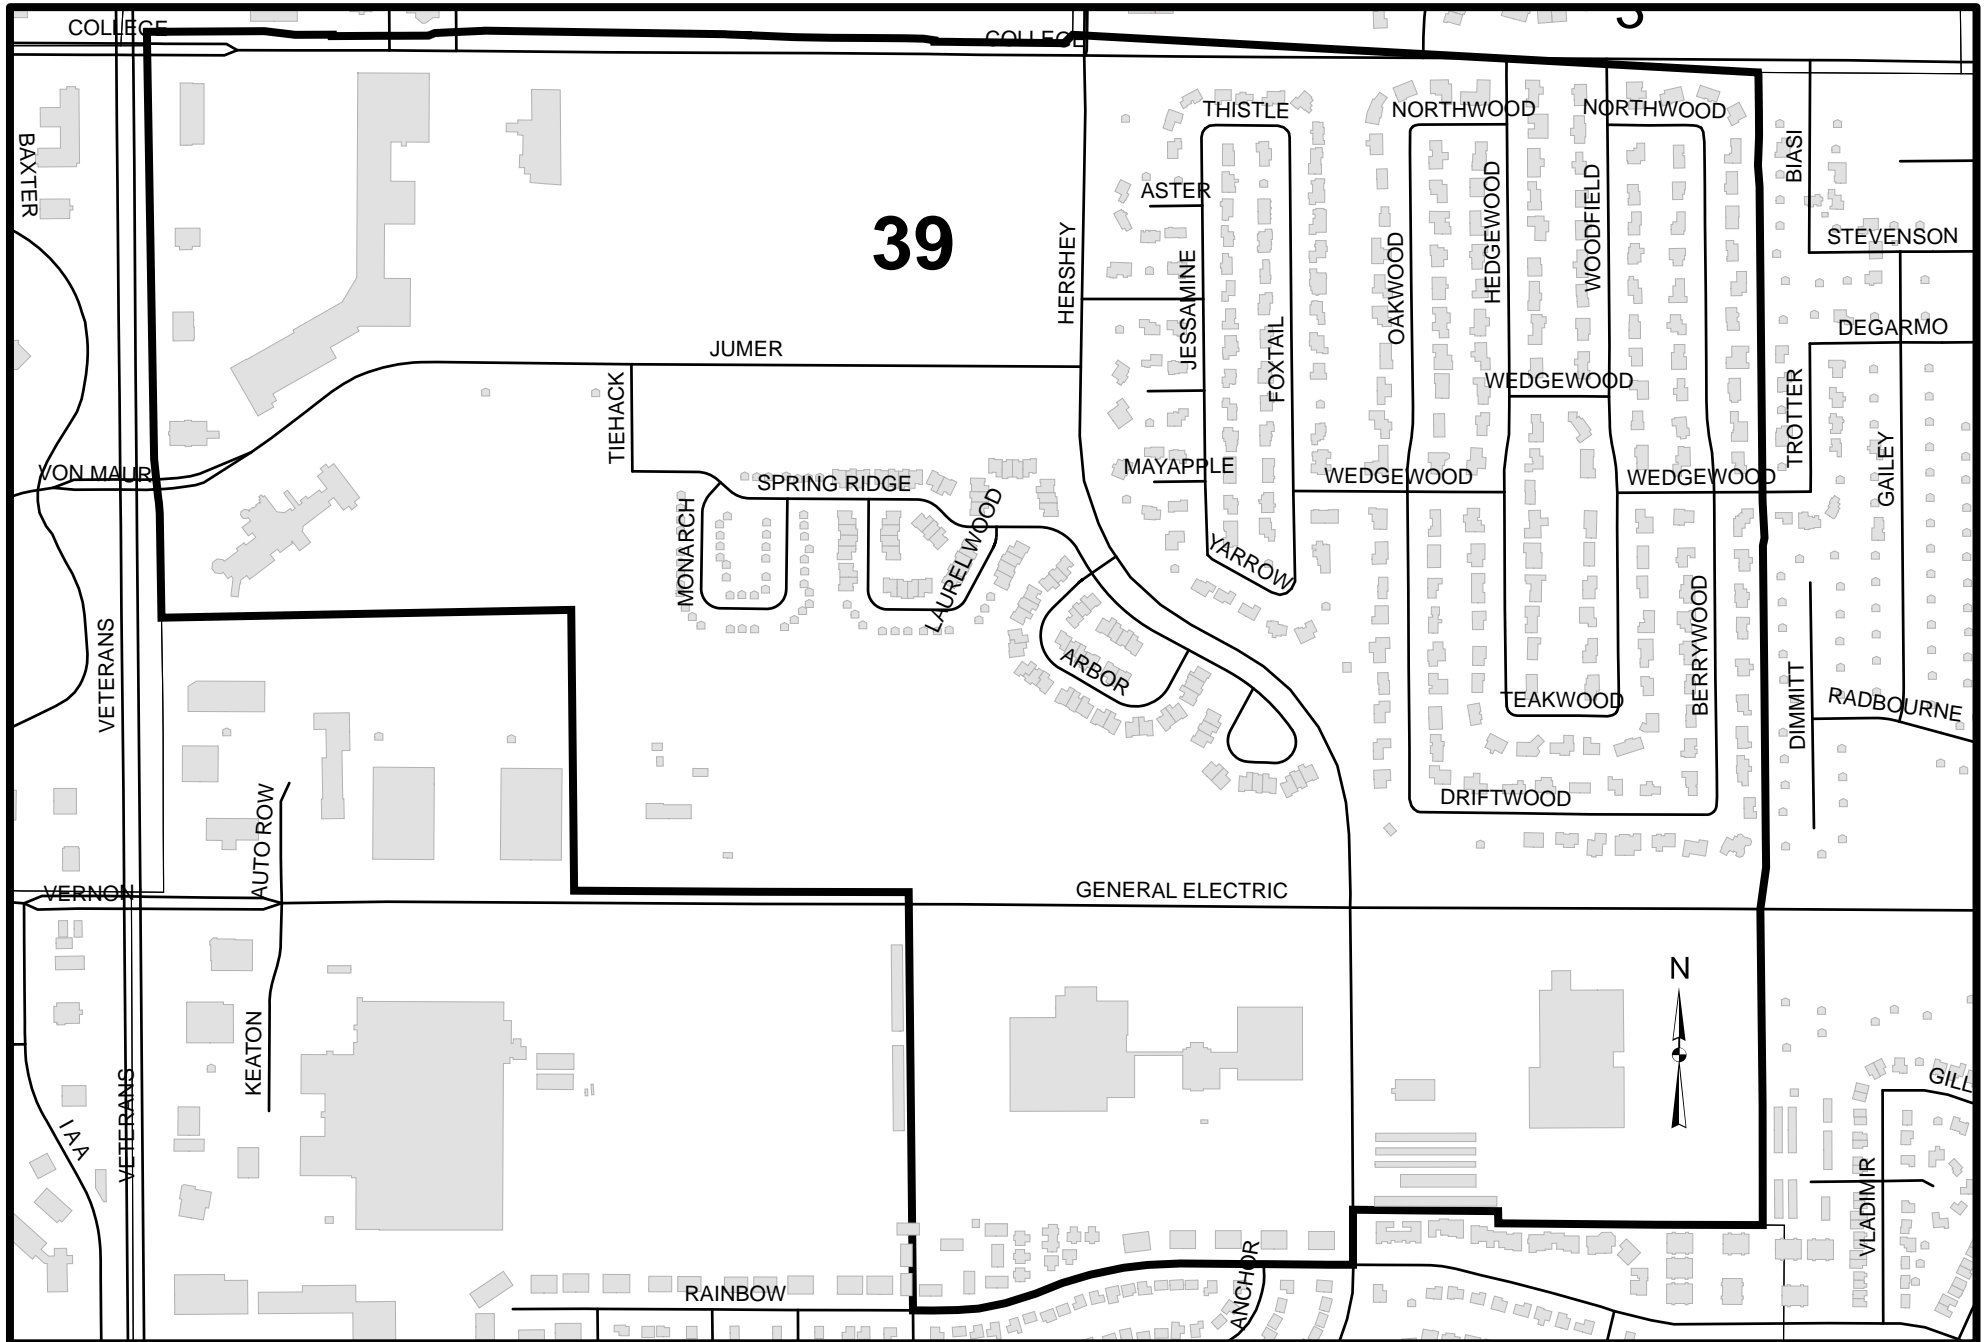 COLLEGE
COLLEGE
3
BAXTER
THISTLE
NORTHWOOD
NORTHWOOD
BIASI
ASTER
39
HERSHEY
JESSAMINE
FOXTAIL
OAKWOOD
HEDGEWOOD
WOODFIELD
STEVENSON
DEGARMO
JUMER
TIEHACK
WEDGEWOOD
TROTTER
GAILEY
VON MAUR
MAYAPPLE
WEDGEWOOD
WEDGEWOOD
SPRING RIDGE
MONARCH
LAURELWOOD
YARROW
ARBOR
BERRYWOOD
TEAKWOOD
DIMMITT
RADBOURNE
VETERANS
DRIFTWOOD
AUTO ROW
VERNON
GENERAL ELECTRIC
N
KEATON
VETERANS
IAA
GILL
VLADIMIR
RAINBOW
ANCHOR